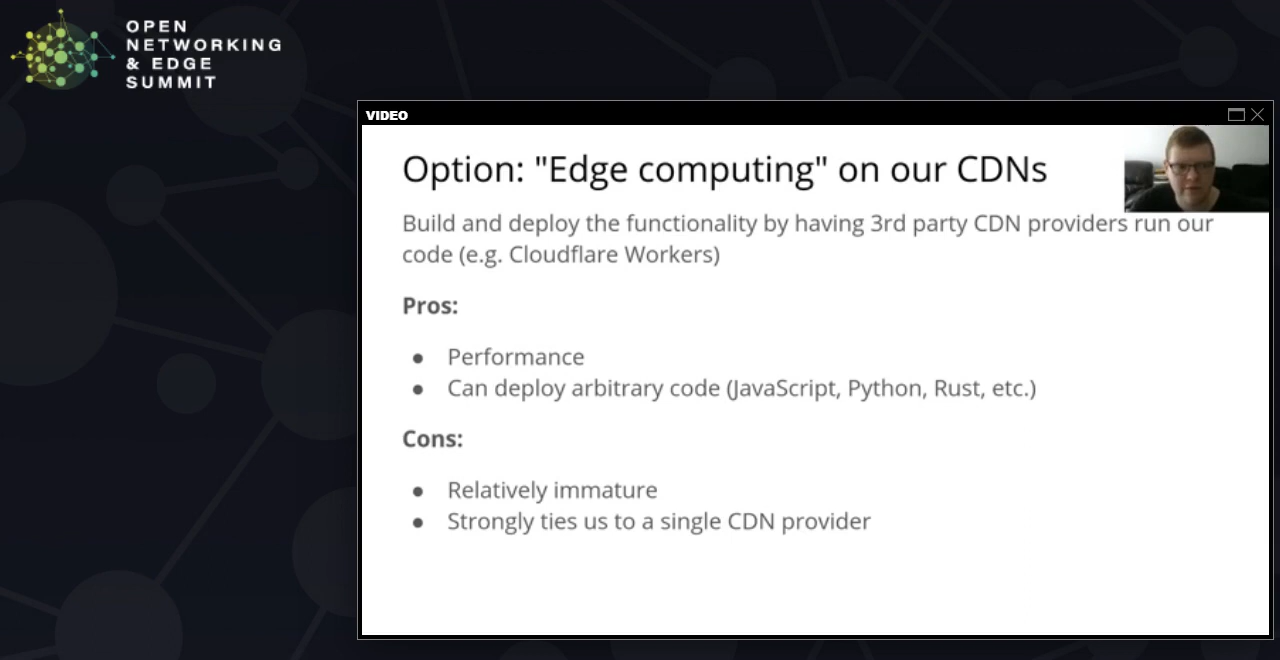 OPEN
NETWORKING
& EDGE
SUMMIT
VIDEO
Option: "Edge computing" on our CDNs
Build and deploy the functionality by having 3rd party CDN providers run our
code (e.g. Cloudflare Workers)
Pros:
● Performance
● Can deploy arbitrary code (JavaScript, Python, Rust, etc.)
Cons:
● Relatively immature
● Strongly ties us to a single CDN provider